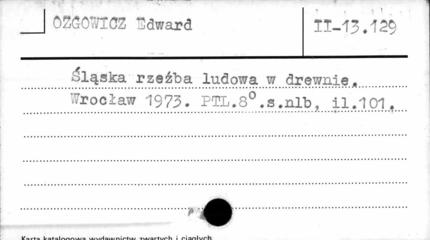 OZGOWICZ Edward II-13.129
Śląska rzeźba ludowa w drewnie.
Wrocław 1973. PTL.8°.s.nlb, il.101.
Karta katalogowa wydawnictw zwartych i ciągłych